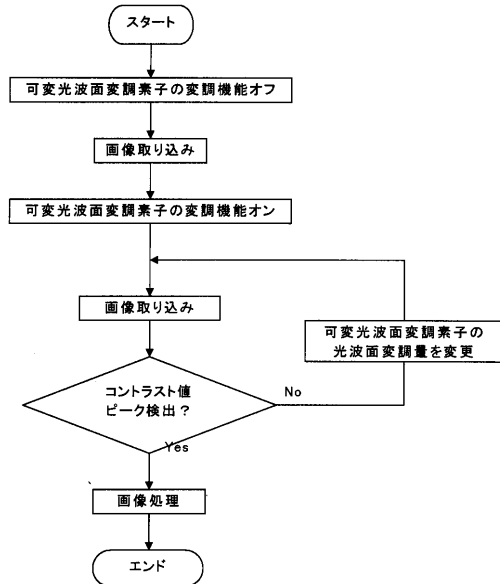 スタート
可変光波面変調素子の変調機能オフ
画像取り込み
可変光波面変調素子の変調機能オン
画像取り込み
可変光波面変調素子の
光波面変調量を変更
コントラスト値
ピーク検出？
No
Yes
画像処理
エンド